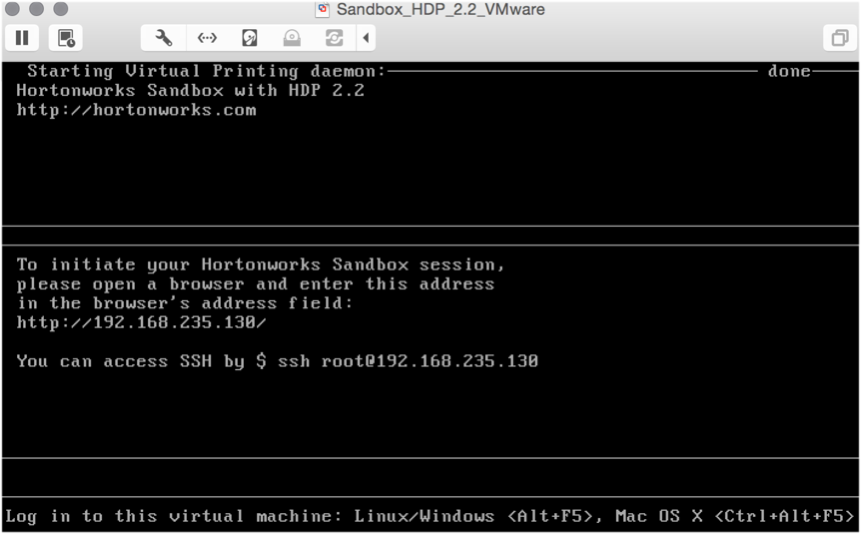 Sandbox_HDP_2.2_VMware
Starting Virtual Printing daemon: done
Hortonworks Sandbox with HDP 2.2
http://hortonworks.com
To initiate your Hortonworks Sandbox session,
please open a browser and enter this address
in the browser's address field:
http://192.168.235.130/
You can access SSH by $ ssh root@192.168.235.130
Log in to this virtual machine: Linux/Windows <Alt+F5>, Mac OS X <Ctrl+Alt+F5>